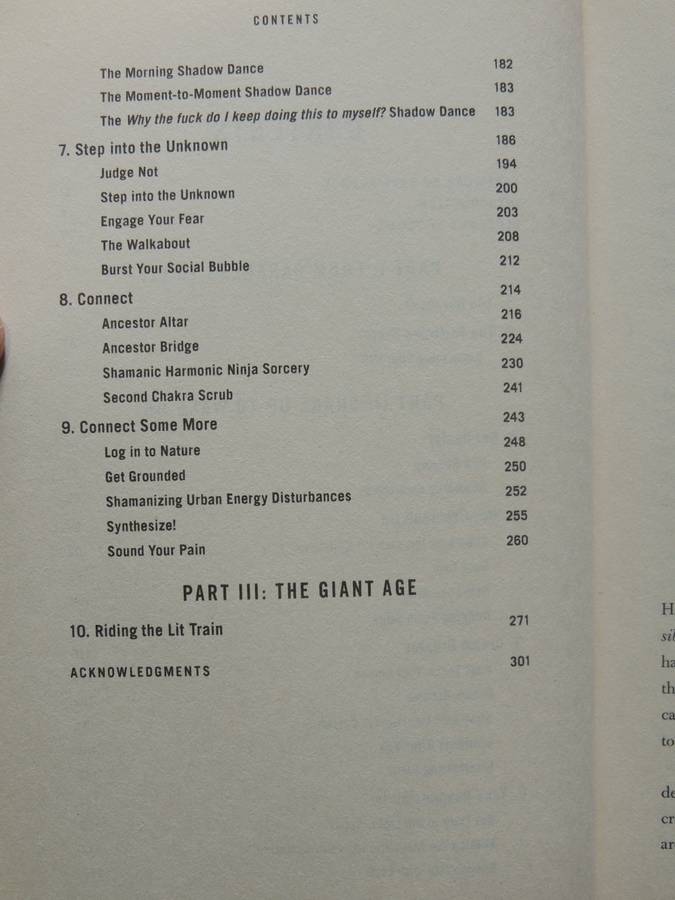 CONTENTS
The Morning Shadow Dance 182
The Moment-to-Moment Shadow Dance 183
The Why the fuck do I keep doing this to myself? Shadow Dance 183
7. Step into the Unknown 186
Judge Not 194
Step into the Unknown 200
Engage Your Fear 203
The Walkabout 208
Burst Your Social Bubble 212
8. Connect 214
Ancestor Altar 216
Ancestor Bridge 224
Shamanic Harmonic Ninja Sorcery 230
Second Chakra Scrub 241
9. Connect Some More 243
Log in to Nature 248
Get Grounded 250
Shamanizing Urban Energy Disturbances 252
Synthesize! 255
Sound Your Pain 260
PART III: THE GIANT AGE
10. Riding the Lit Train 271
ACKNOWLEDGMENTS 301